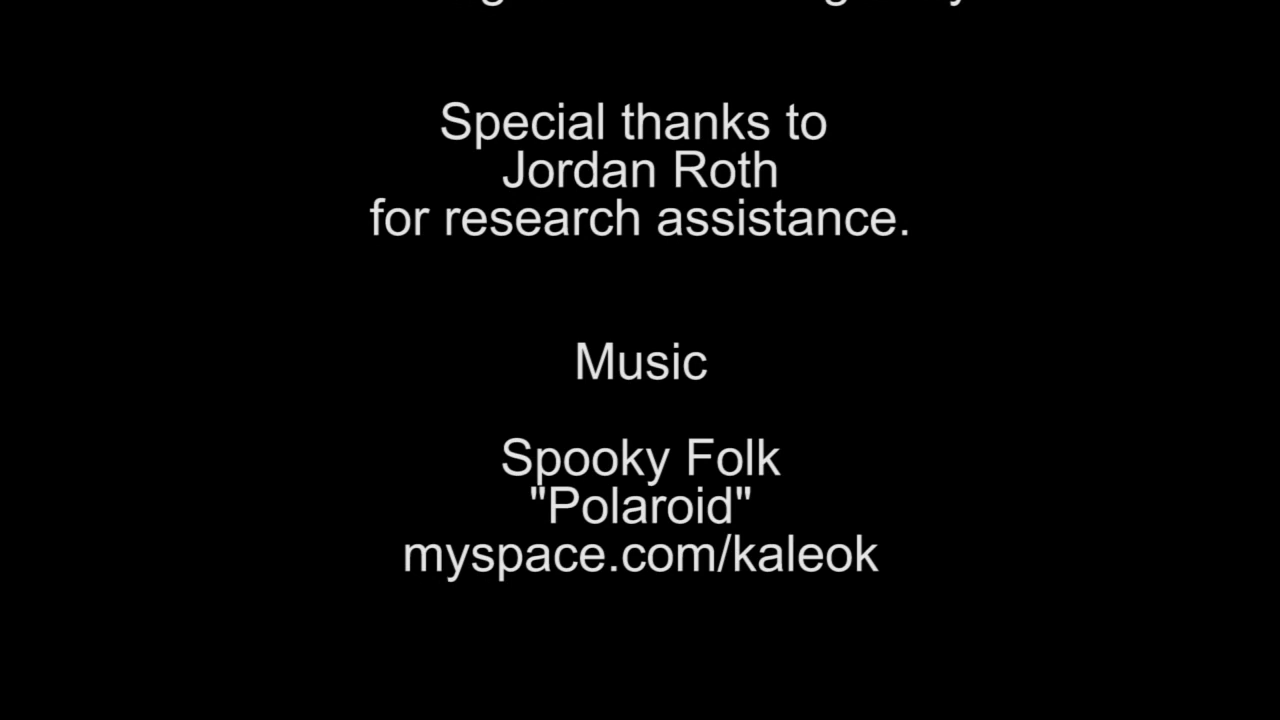 Special thanks to
Jordan Roth
for research assistance.
Music
Spooky Folk
"Polaroid"
myspace.com/kaleok